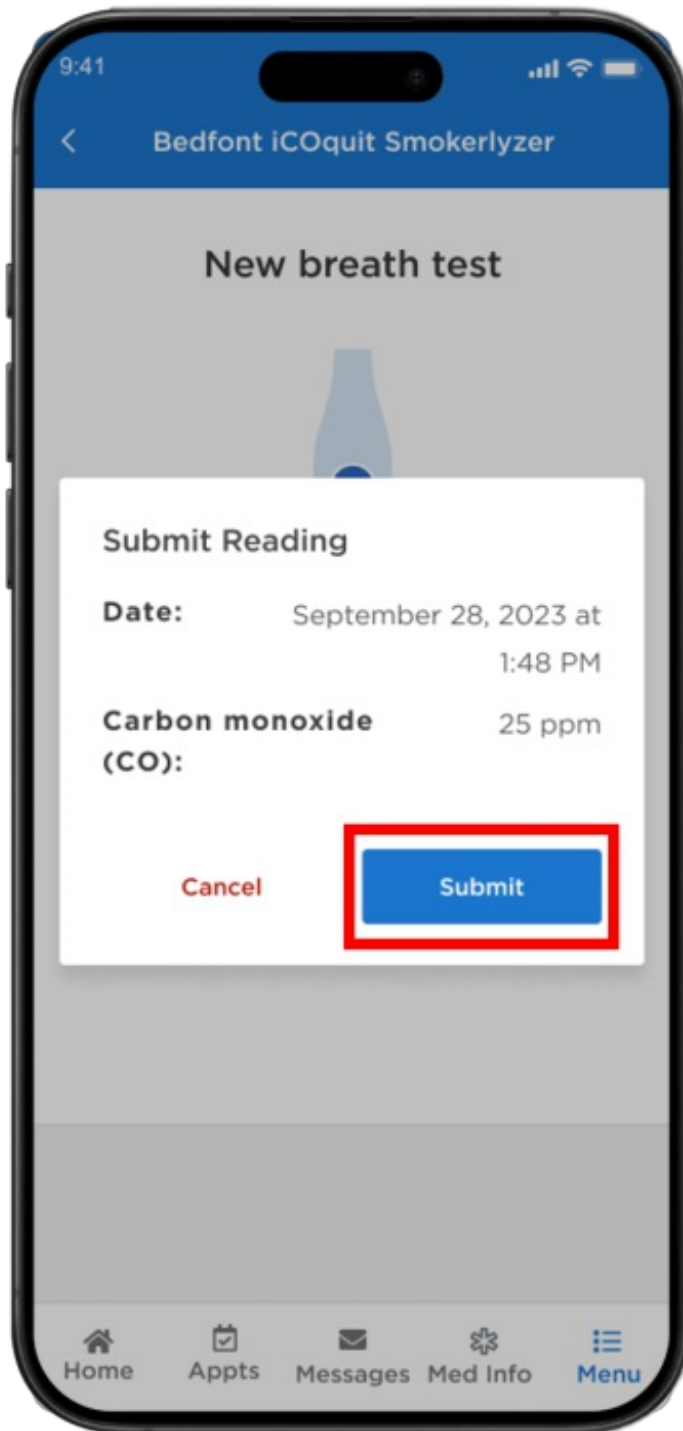 9:41
Bedfont iCOquit Smokerlyzer
New breath test
Submit Reading
Date: September 28, 2023 at
1:48 PM
Carbon monoxide 25 ppm
(CO):
Cancel Submit
Home Appts Messages Med Info Menu